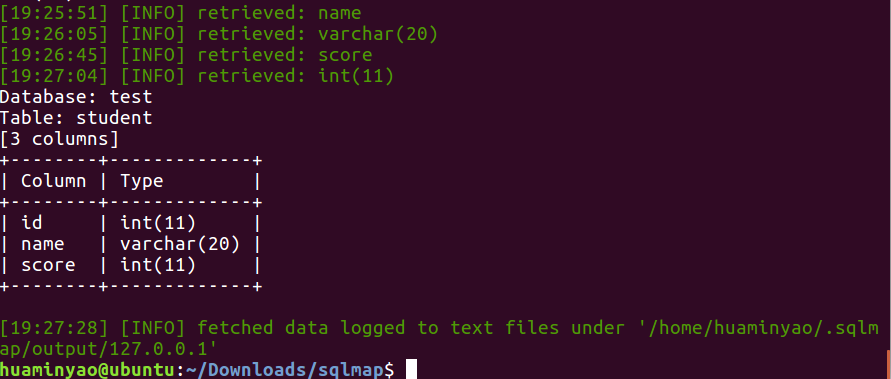 [19:25:51] [INFO] retrieved: name
[19:26:05] [INFO] retrieved: varchar(20)
[19:26:45] [INFO] retrieved: score
[19:27:04] [INFO] retrieved: int(11)
Database: test
Table: student
[3 columns]
+--------+-------------+
| Column | Type        |
+--------+-------------+
| id     | int(11)     |
| name   | varchar(20) |
| score  | int(11)     |
+--------+-------------+
[19:27:28] [INFO] fetched data logged to text files under '/home/huaminyao/.sqlm
ap/output/127.0.0.1'
huaminyao@ubuntu:~/Downloads/sqlmap$